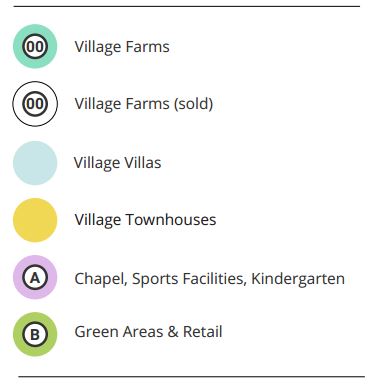 00 Village Farms
00 Village Farms (sold)
Village Villas
Village Townhouses
A Chapel, Sports Facilities, Kindergarten
B Green Areas & Retail